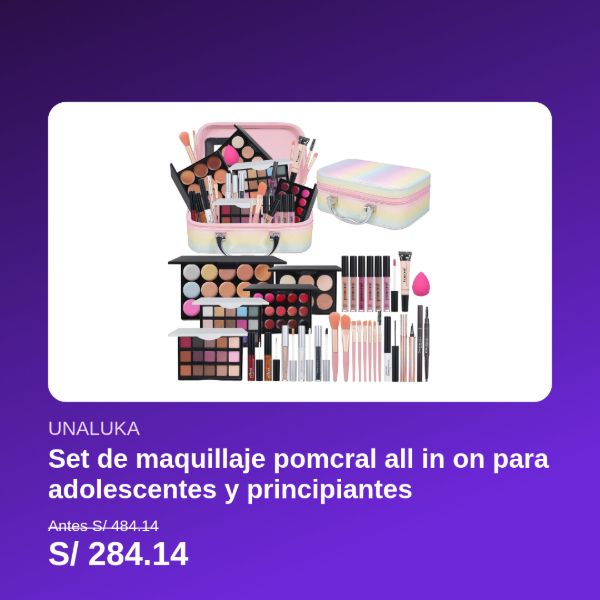 UNALUKA
Set de maquillaje pomcral all in on para
adolescentes y principiantes
Antes S/ 484.14
S/ 284.14